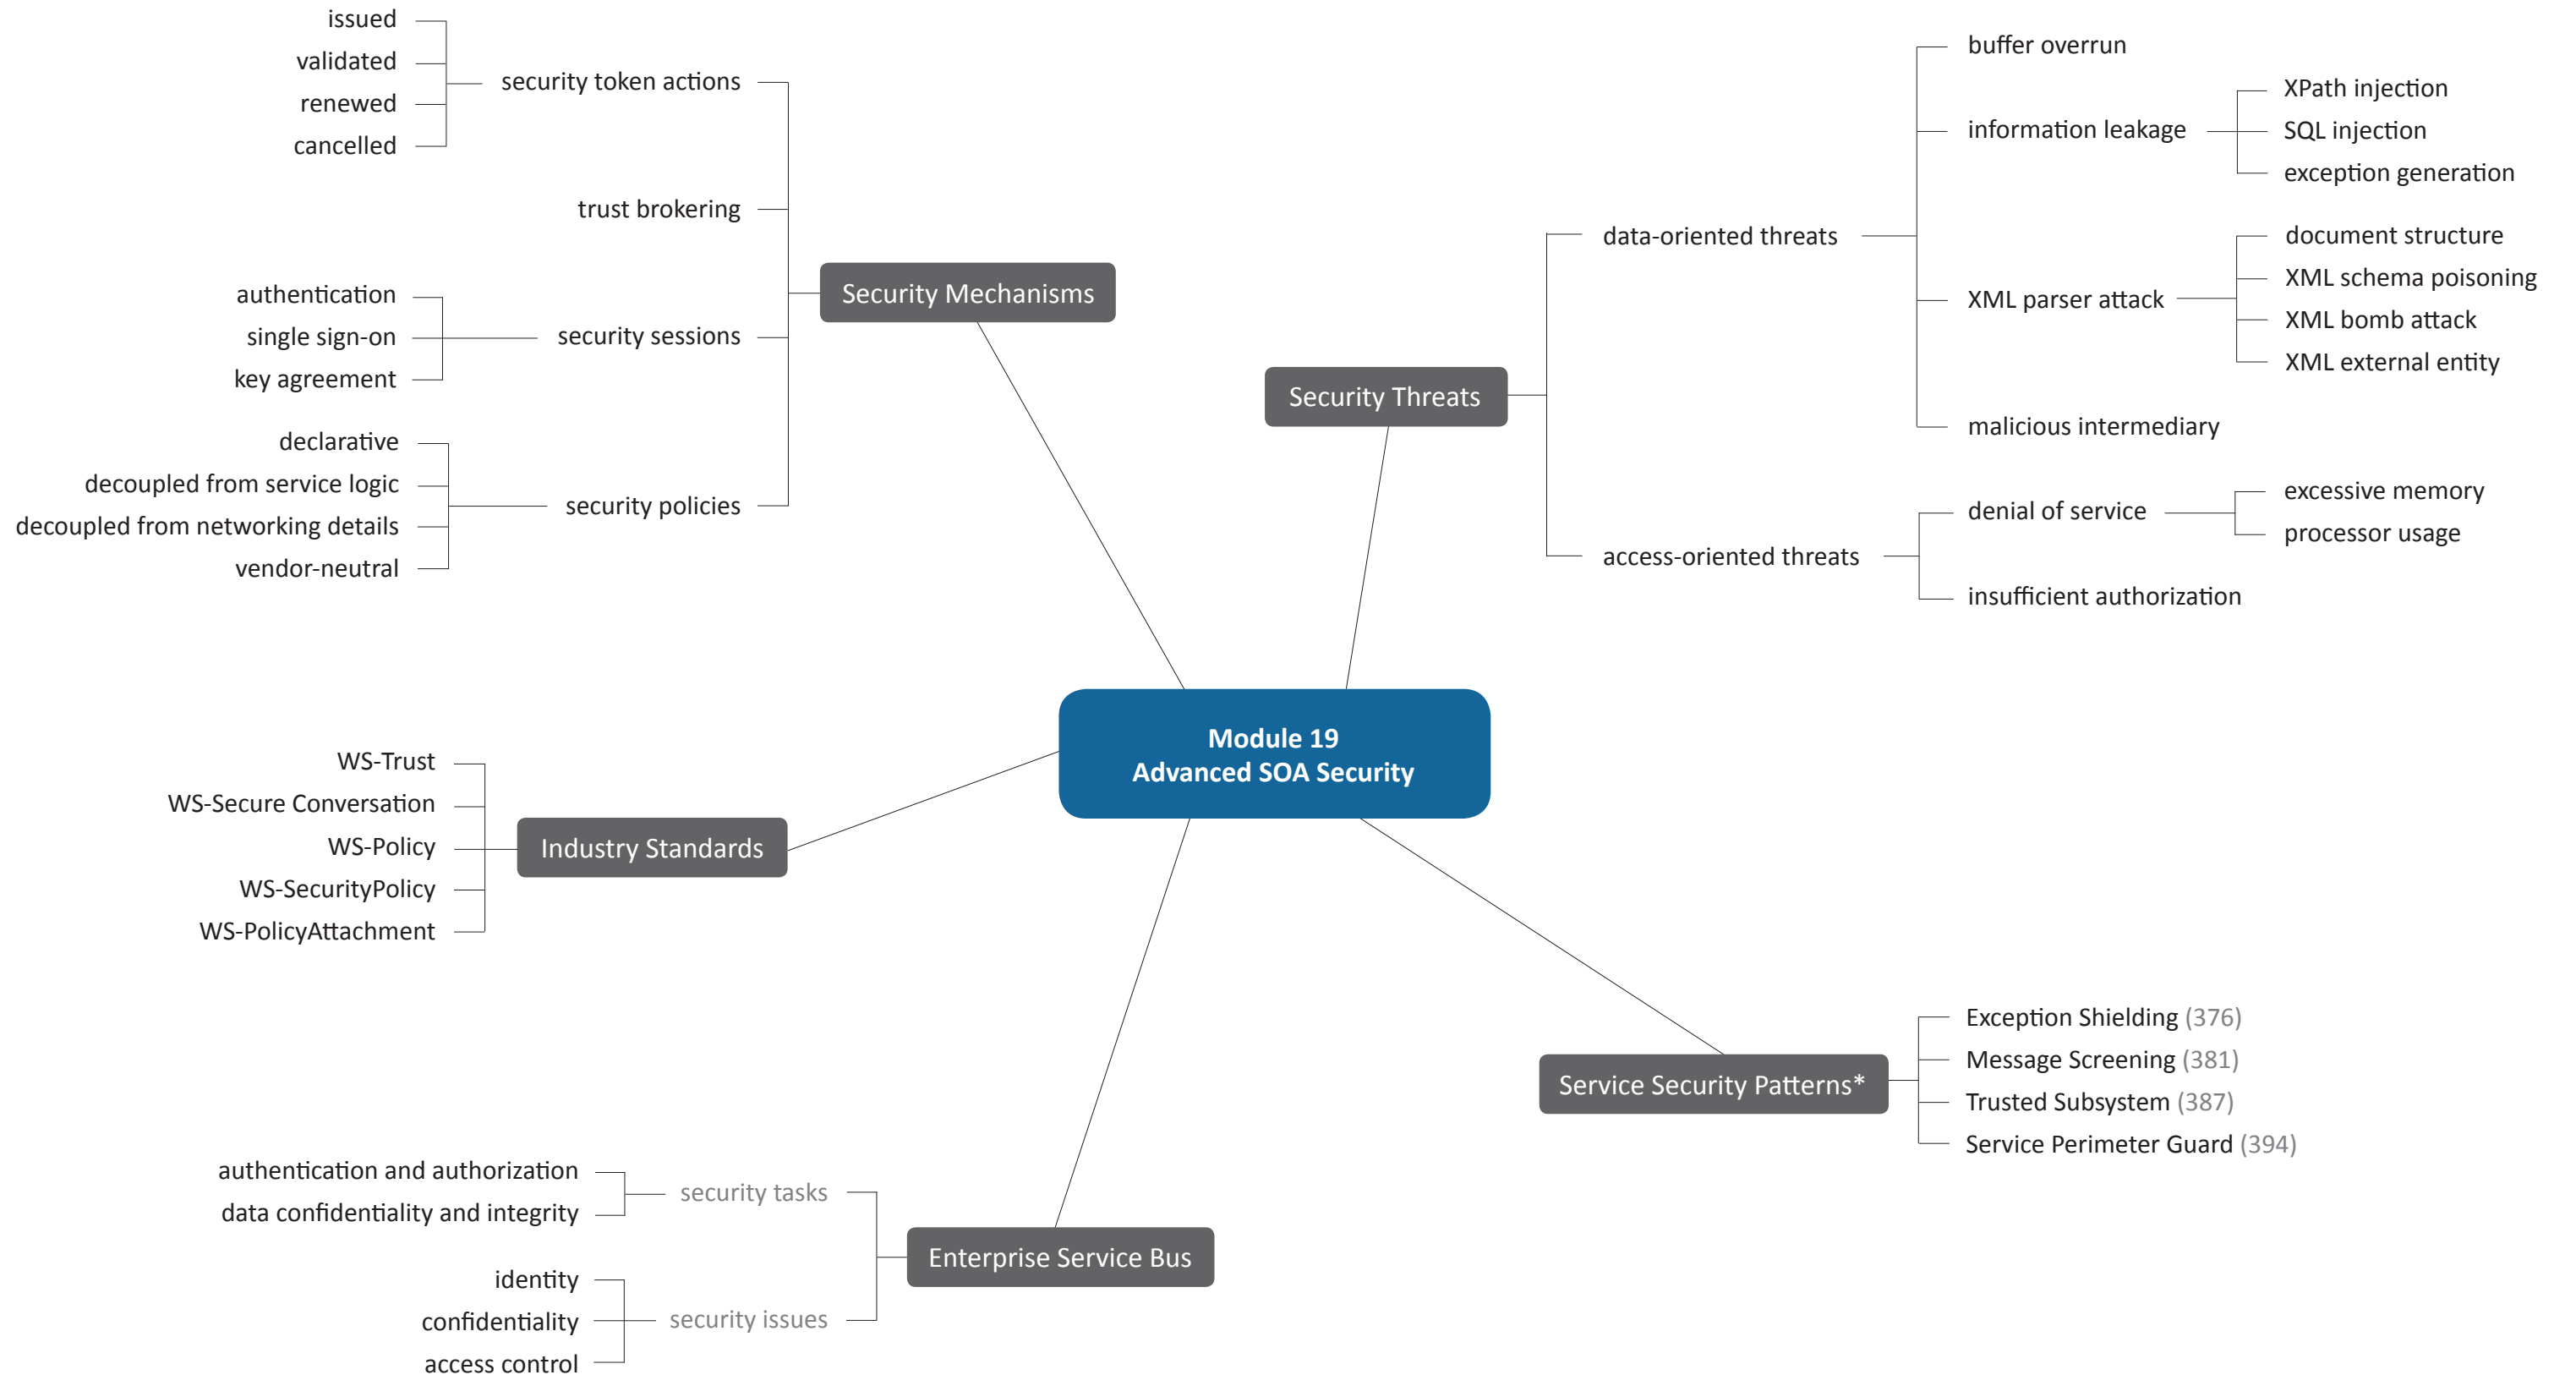 issued
validated
renewed
cancelled
security token actions
trust brokering
authentication
single sign-on
key agreement
security sessions
declarative
decoupled from service logic
decoupled from networking details
vendor-neutral
security policies
Security Mechanisms
Security Threats
data-oriented threats
buffer overrun
information leakage
XPath injection
SQL injection
exception generation
XML parser attack
document structure
XML schema poisoning
XML bomb attack
XML external entity
malicious intermediary
access-oriented threats
denial of service
excessive memory
processor usage
insufficient authorization
Module 19
Advanced SOA Security
WS-Trust
WS-Secure Conversation
WS-Policy
WS-SecurityPolicy
WS-PolicyAttachment
Industry Standards
Service Security Patterns*
Exception Shielding (376)
Message Screening (381)
Trusted Subsystem (387)
Service Perimeter Guard (394)
authentication and authorization
data confidentiality and integrity
security tasks
identity
confidentiality
access control
security issues
Enterprise Service Bus